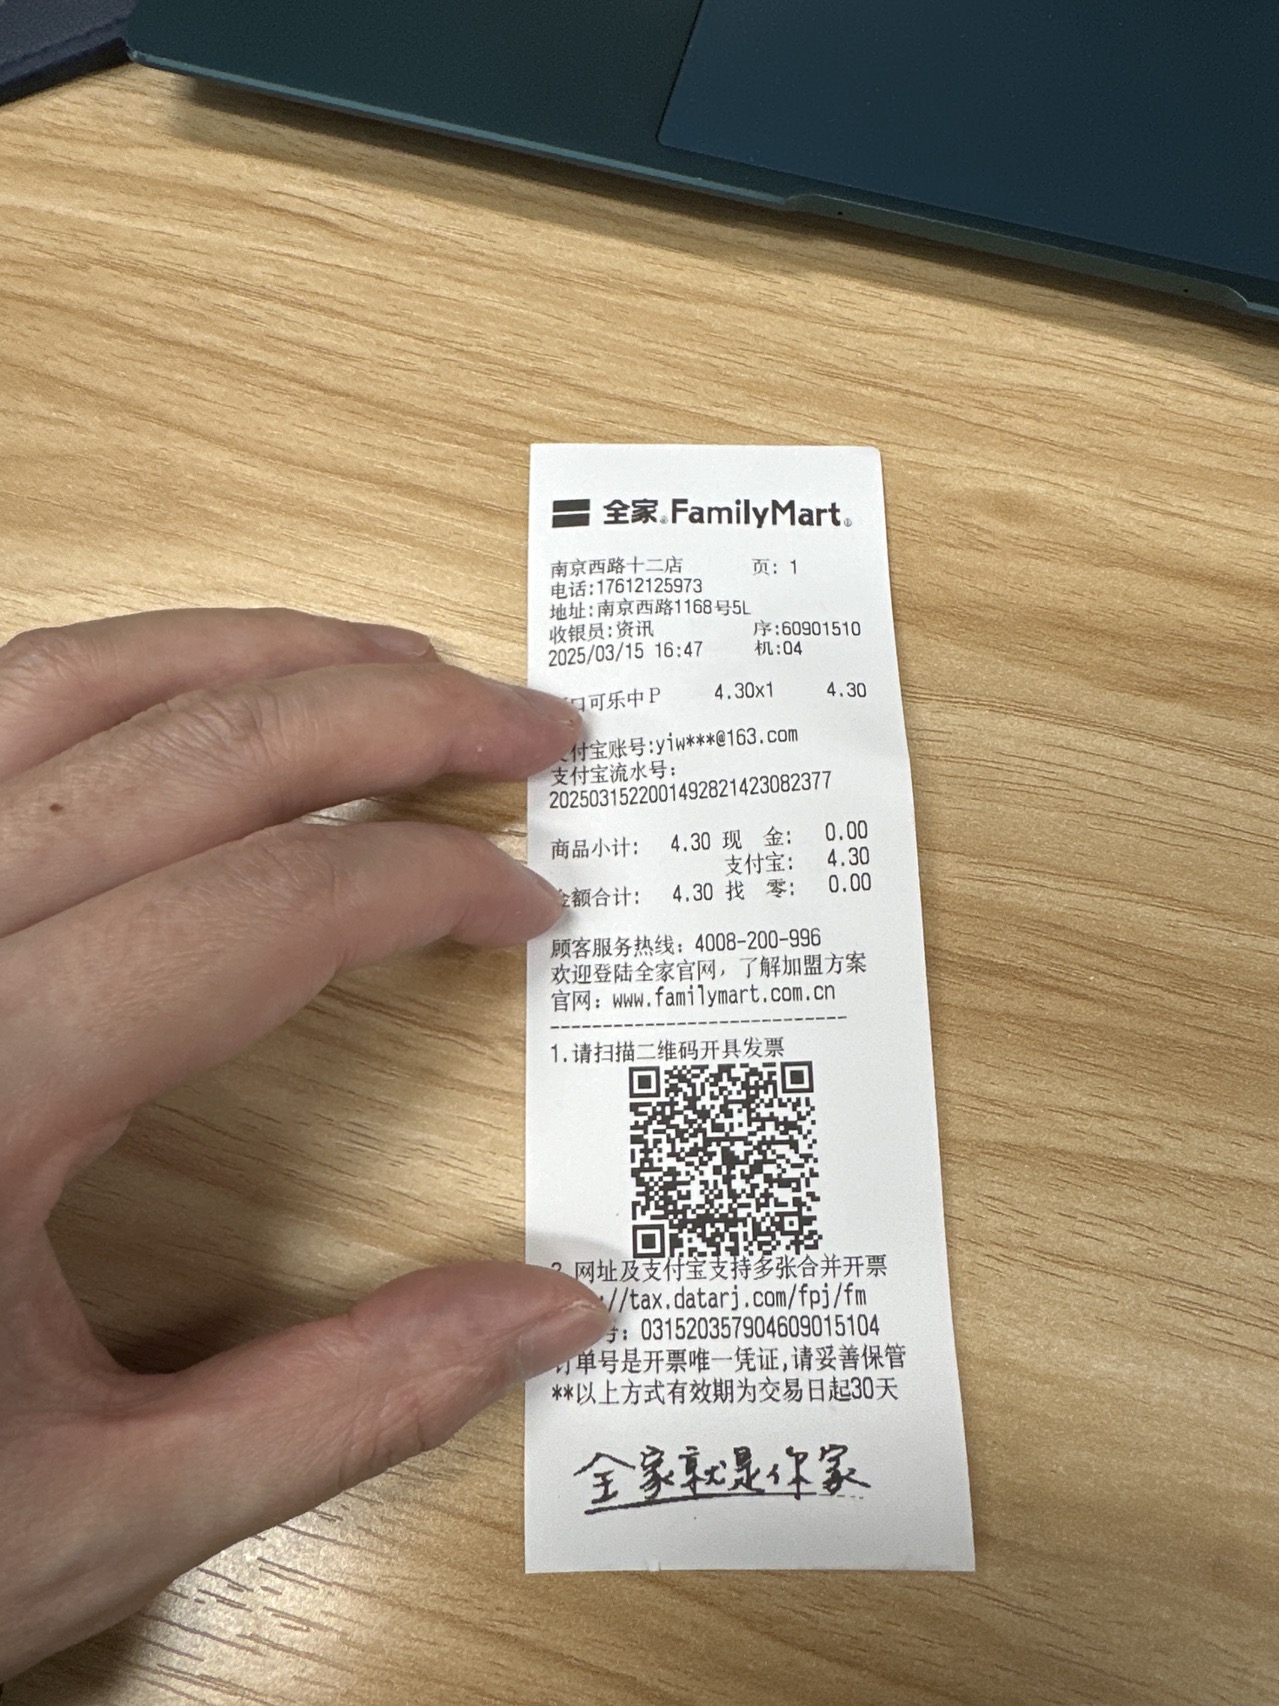 全家 FamilyMart
南京西路十二店 页: 1
电话:17612125973
地址:南京西路1168号5L
收银员:资讯 序:60901510
2025/03/15 16:47 机:04
口可乐中P 4.30x1 4.30
付宝账号:yiw***@163.com
支付宝流水号:
2025031522001492821423082377
商品小计: 4.30 现 金: 0.00
支付宝: 4.30
金额合计: 4.30 找 零: 0.00
顾客服务热线: 4008-200-996
欢迎登陆全家官网，了解加盟方案
官网: www.familymart.com.cn
1.请扫描二维码开具发票
网址及支付宝支持多张合并开票
//tax.datarj.com/fpj/fm
号: 031520357904609015104
订单号是开票唯一凭证,请妥善保管
**以上方式有效期为交易日起30天
全家就是你家